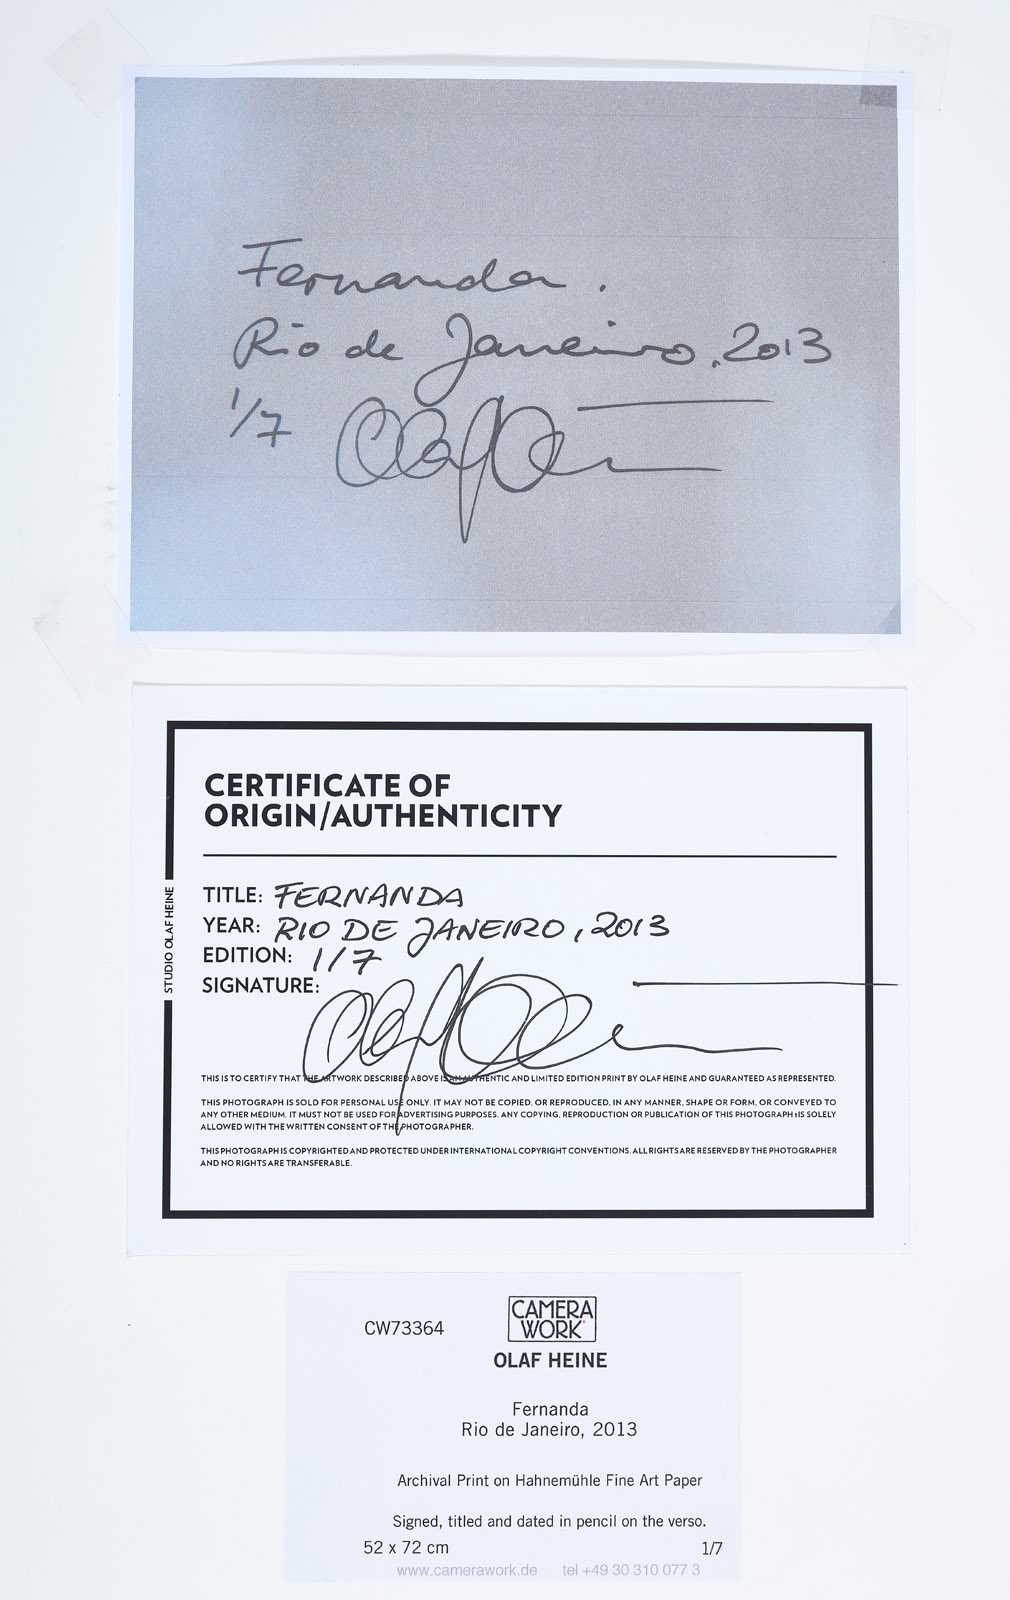 Fernanda.
Rio de Janeiro, 2013
1/7
Olaf Heine
CERTIFICATE OF
ORIGIN/AUTHENTICITY
STUDIO OLAF HEINE
TITLE: FERNANDA
YEAR: RIO DE JANEIRO, 2013
EDITION: 1/7
SIGNATURE: Olaf Heine
THIS IS TO CERTIFY THAT THE ARTWORK DESCRIBED ABOVE IS AN AUTHENTIC AND LIMITED EDITION PRINT BY OLAF HEINE AND GUARANTEED AS REPRESENTED.
THIS PHOTOGRAPH IS SOLD FOR PERSONAL USE ONLY. IT MAY NOT BE COPIED, OR REPRODUCED, IN ANY MANNER, SHAPE OR FORM, OR CONVEYED TO
ANY OTHER MEDIUM. IT MUST NOT BE USED FOR ADVERTISING PURPOSES. ANY COPYING, REPRODUCTION OR PUBLICATION OF THIS PHOTOGRAPH IS SOLELY
ALLOWED WITH THE WRITTEN CONSENT OF THE PHOTOGRAPHER.
THIS PHOTOGRAPH IS COPYRIGHTED AND PROTECTED UNDER INTERNATIONAL COPYRIGHT CONVENTIONS. ALL RIGHTS ARE RESERVED BY THE PHOTOGRAPHER
AND NO RIGHTS ARE TRANSFERABLE.
CAMERA
WORK
CW73364
OLAF HEINE
Fernanda
Rio de Janeiro, 2013
Archival Print on Hahnemühle Fine Art Paper
Signed, titled and dated in pencil on the verso.
52 x 72 cm 1/7
www.camerawork.de tel +49 30 310 077 3